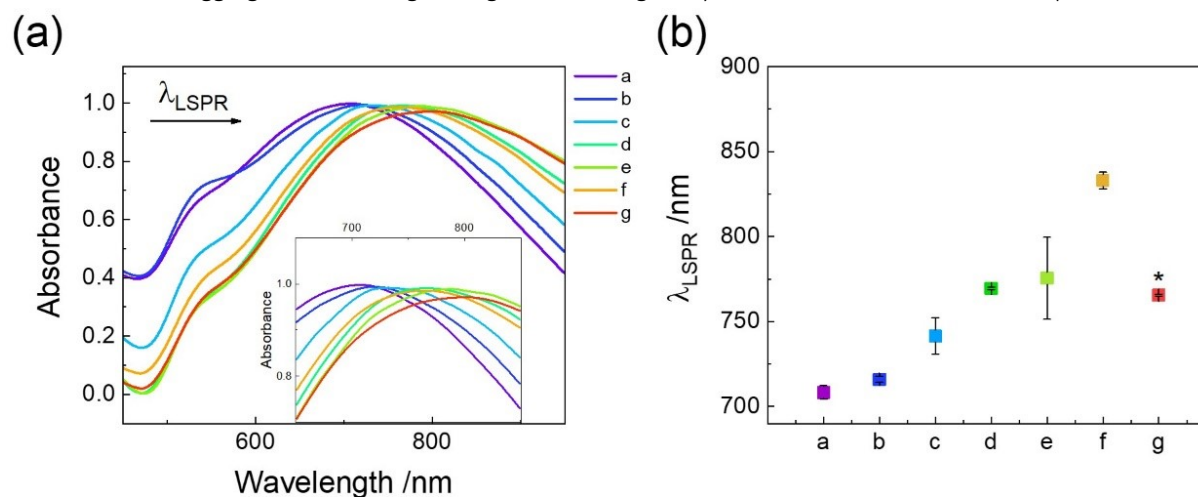 (a)
λLSPR
Absorbance
1.0
0.8
0.6
0.4
0.2
0.0
600
800
Wavelength /nm
a
b
c
d
e
f
g
700
800
Absorbance
1.0
0.8
(b)
λLSPR /nm
900
850
800
750
700
*
a
b
c
d
e
f
g